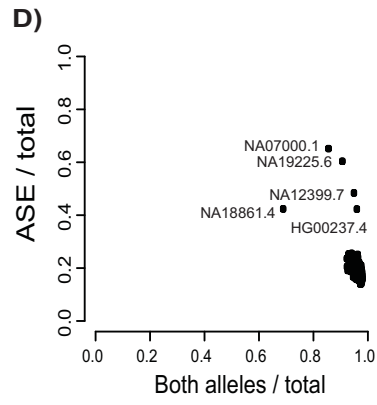 D)
ASE / total
1.0
0.8
0.6
0.4
0.2
0.0
NA07000.1
NA19225.6
NA12399.7
NA18861.4
HG00237.4
0.0 0.2 0.4 0.6 0.8 1.0
Both alleles / total